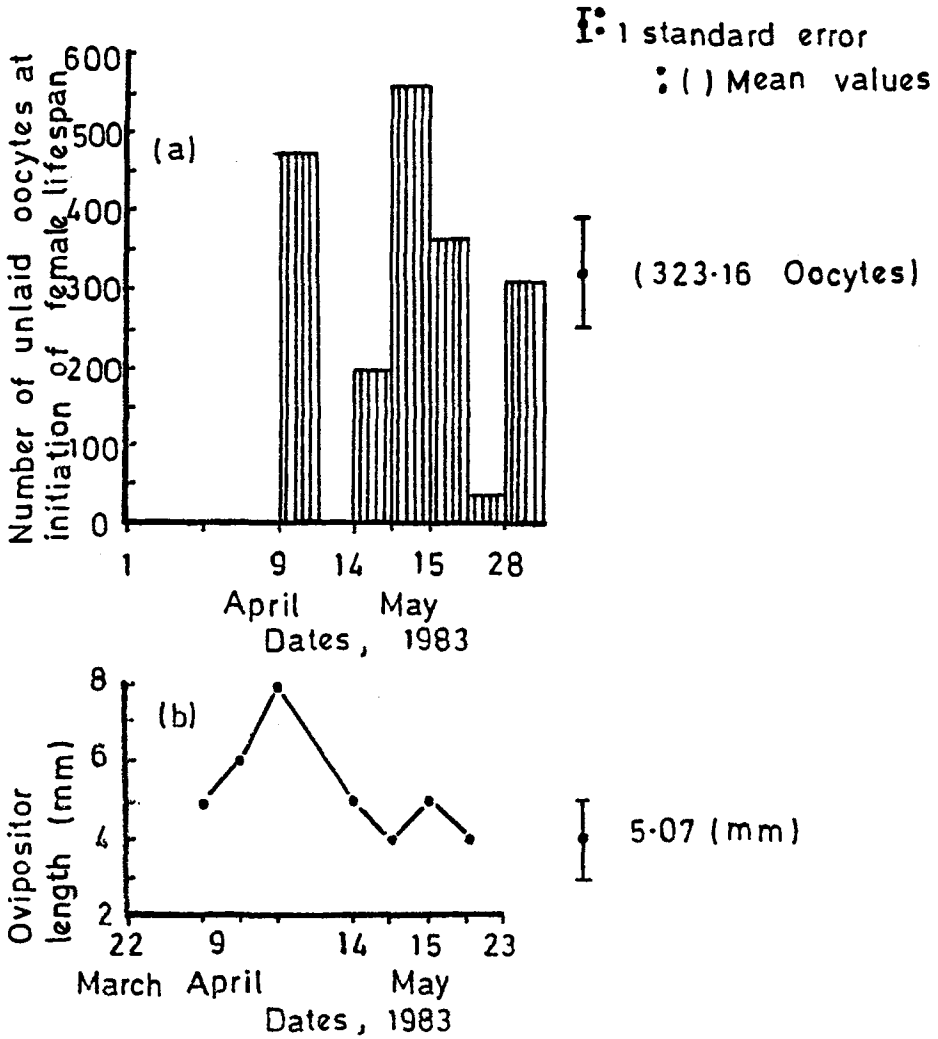 1 standard error
: ( ) Mean values
Number of unlaid oocytes at
initiation of female lifespan
600
500
400
300
200
100
0
(a)
(323·16 Oocytes)
1 9 14 15 28
April May
Dates, 1983
Ovipositor
length (mm)
8
6
4
2
(b)
5·07 (mm)
22 9 14 15 23
March April May
Dates, 1983